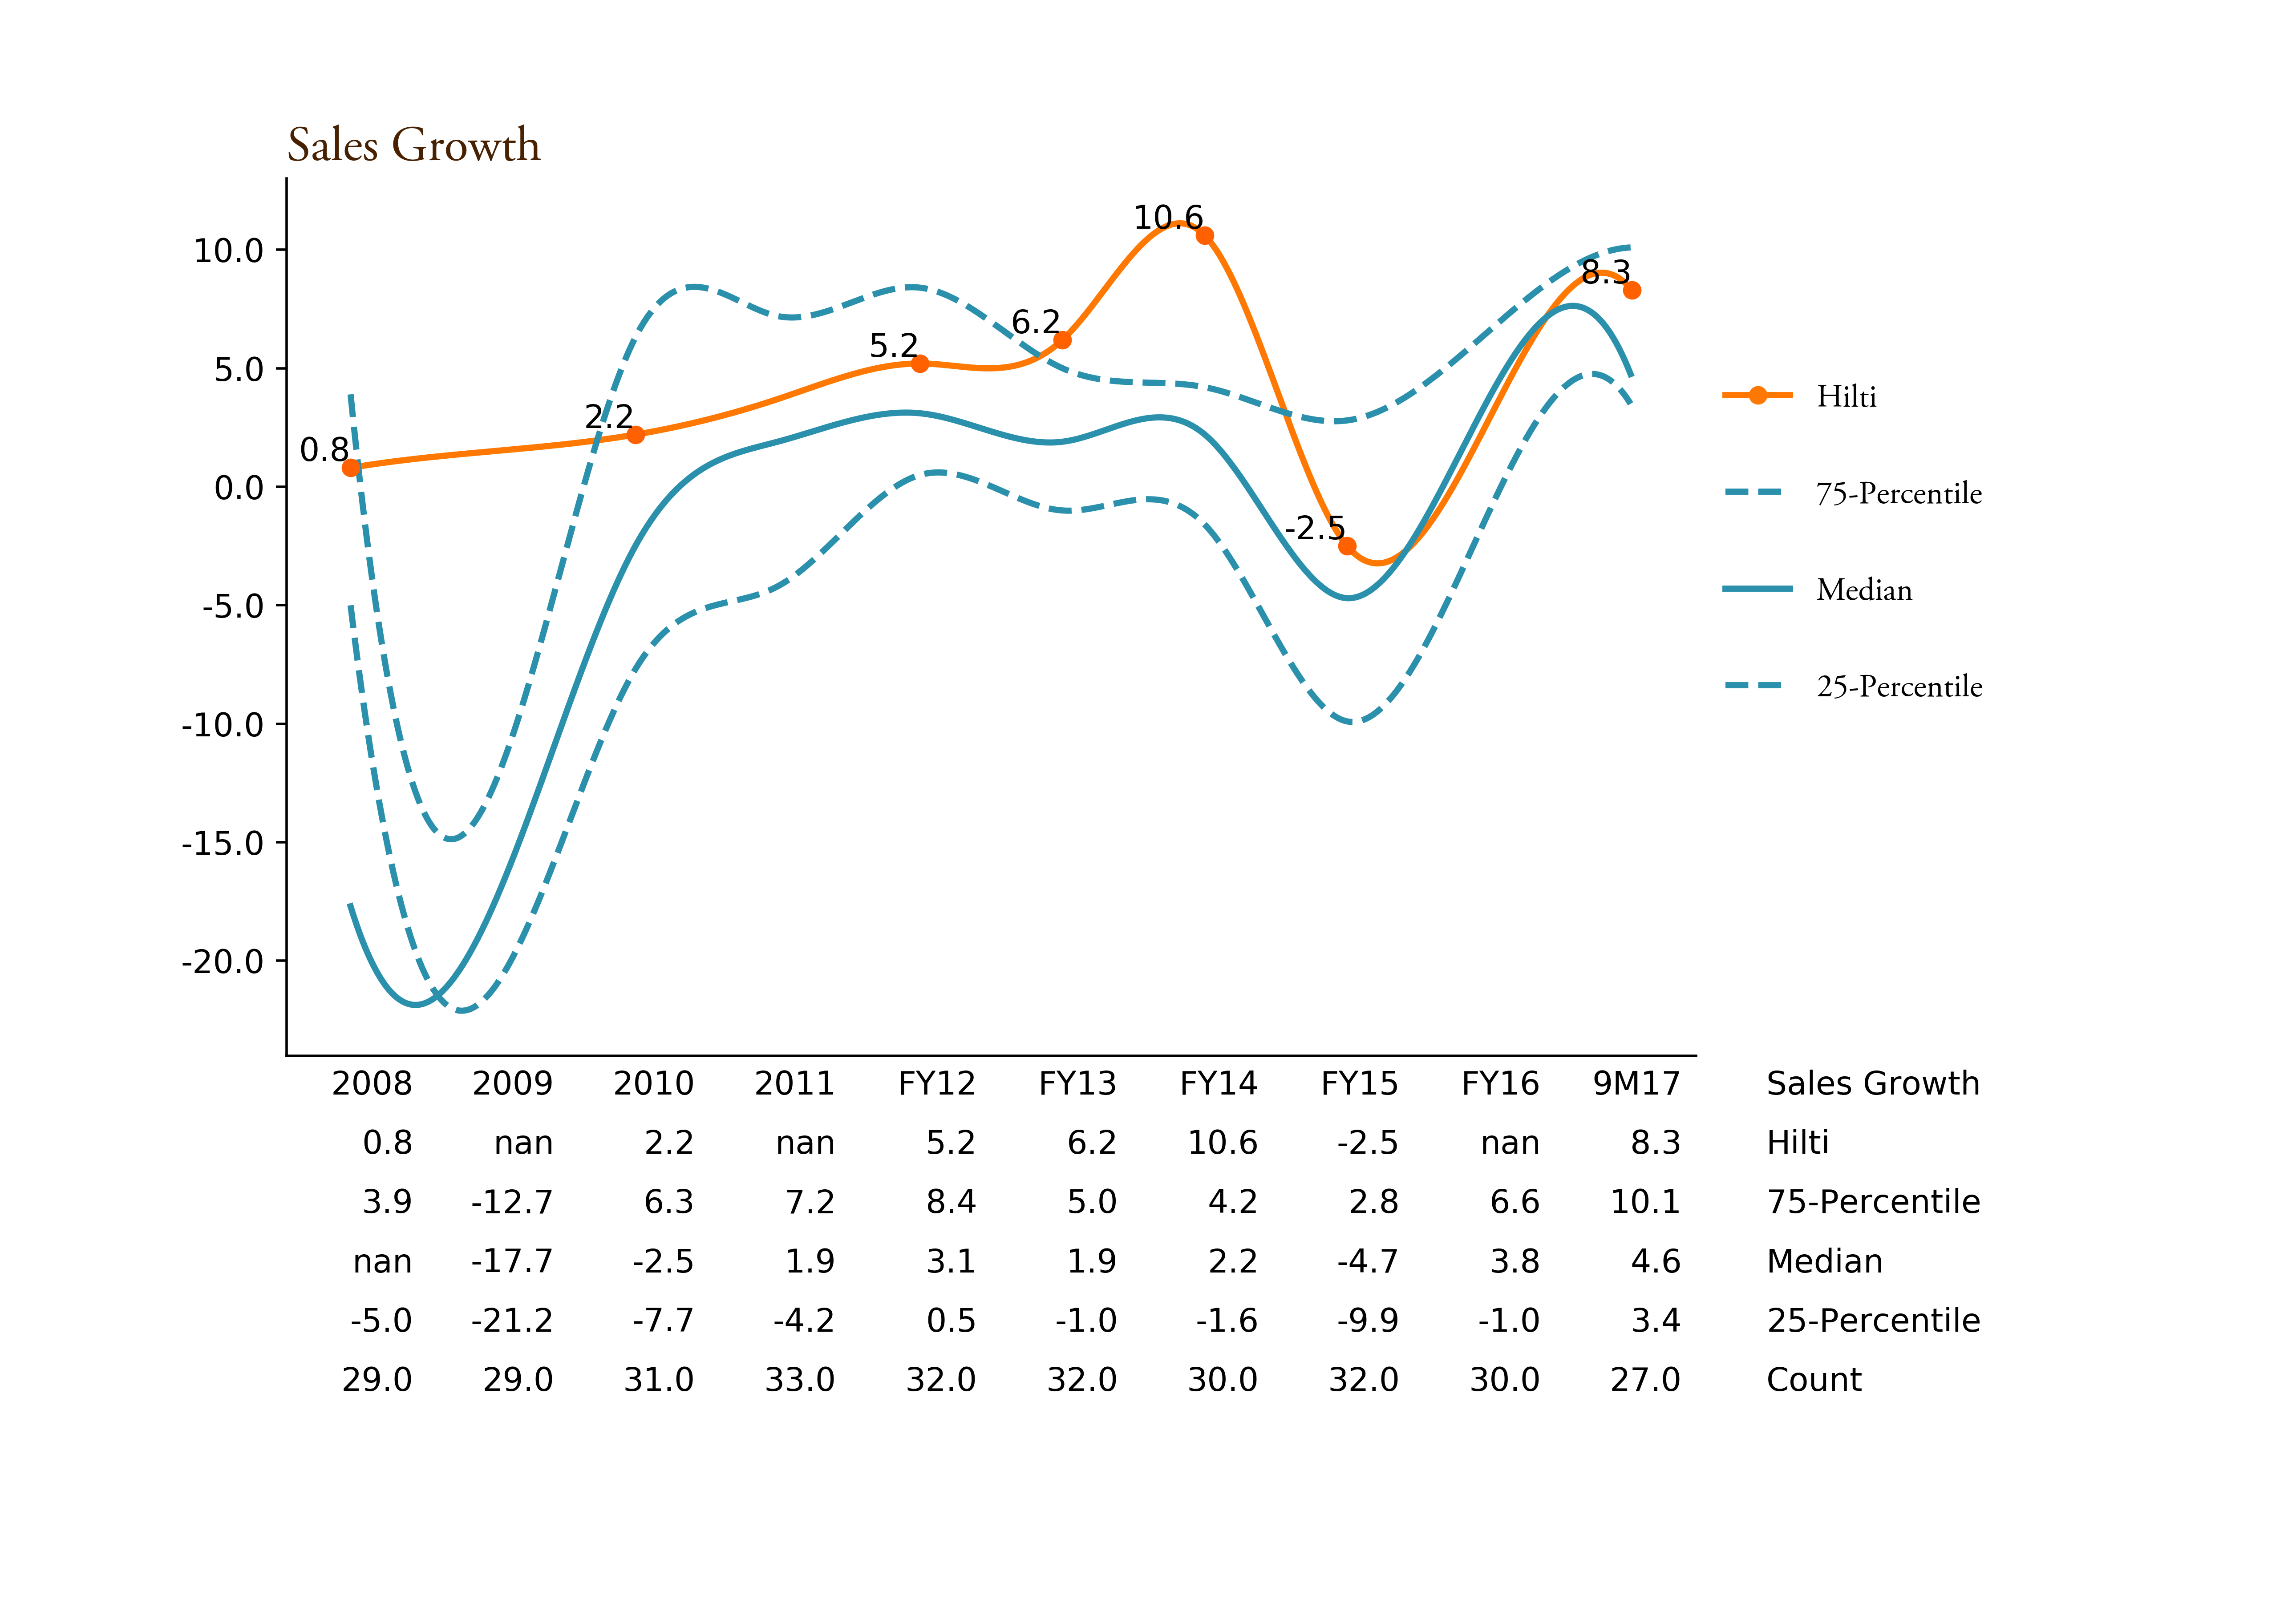 Sales Growth
10.6
10.0
8.3
6.2
5.2
5.0
Hilti
2.2
0.8
0.0
75-Percentile
-2.5
-5.0
Median
25-Percentile
-10.0
-15.0
-20.0
2008 2009 2010 2011 FY12 FY13 FY14 FY15 FY16 9M17 Sales Growth
0.8 nan 2.2 nan 5.2 6.2 10.6 -2.5 nan 8.3 Hilti
3.9 -12.7 6.3 7.2 8.4 5.0 4.2 2.8 6.6 10.1 75-Percentile
nan -17.7 -2.5 1.9 3.1 1.9 2.2 -4.7 3.8 4.6 Median
-5.0 -21.2 -7.7 -4.2 0.5 -1.0 -1.6 -9.9 -1.0 3.4 25-Percentile
29.0 29.0 31.0 33.0 32.0 32.0 30.0 32.0 30.0 27.0 Count